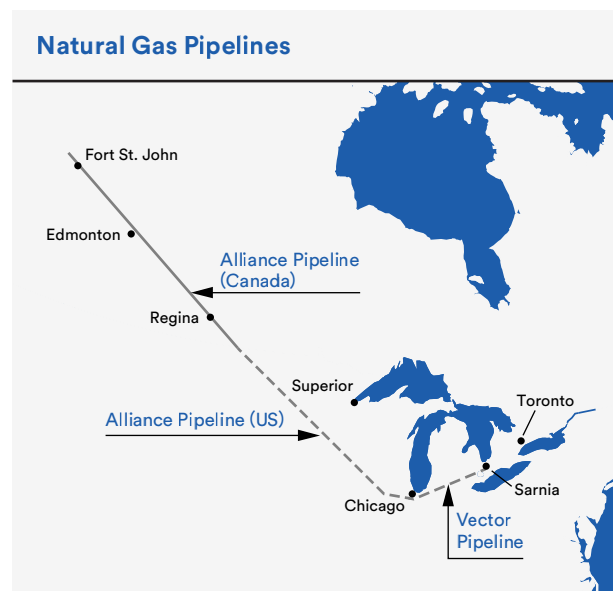 Natural Gas Pipelines
Fort St. John
Edmonton
Alliance Pipeline
(Canada)
Regina
Superior
Toronto
Alliance Pipeline (US)
Sarnia
Chicago
Vector
Pipeline